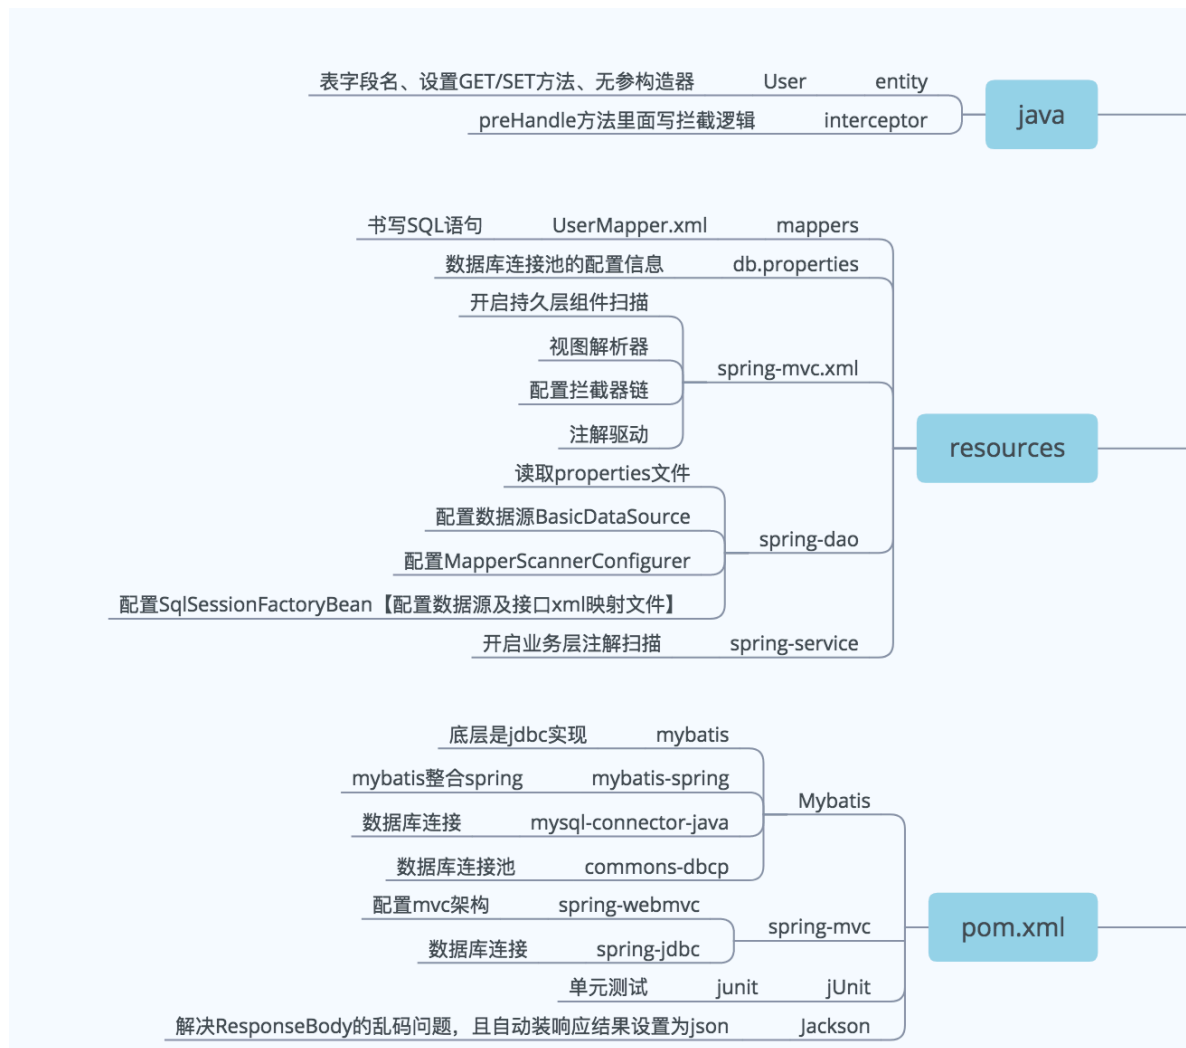 表字段名、设置GET/SET方法、无参构造器 User entity
java
preHandle方法里面写拦截逻辑 interceptor
书写SQL语句 UserMapper.xml mappers
数据库连接池的配置信息 db.properties
开启持久层组件扫描
视图解析器
spring-mvc.xml
配置拦截器链
注解驱动
resources
读取properties文件
配置数据源BasicDataSource
spring-dao
配置MapperScannerConfigurer
配置SqlSessionFactoryBean【配置数据源及接口xml映射文件】
开启业务层注解扫描 spring-service
底层是jdbc实现 mybatis
mybatis整合spring mybatis-spring
Mybatis
数据库连接 mysql-connector-java
数据库连接池 commons-dbcp
配置mvc架构 spring-webmvc
spring-mvc
pom.xml
数据库连接 spring-jdbc
单元测试 junit jUnit
解决ResponseBody的乱码问题，且自动装响应结果设置为json Jackson